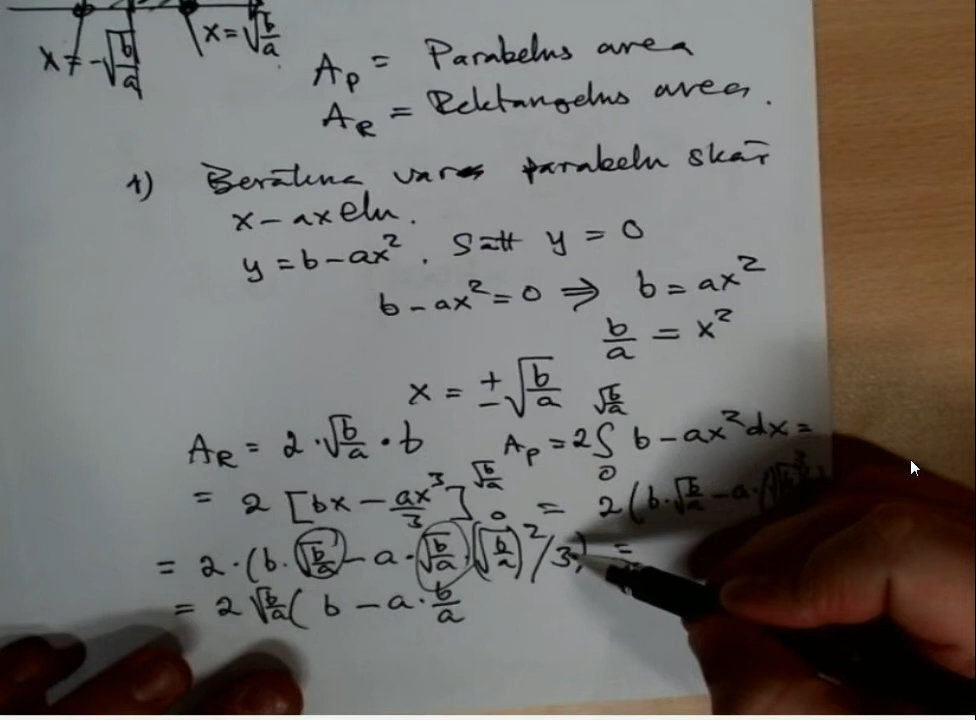 x = -√(b/a) x = √(b/a)
A_P = Parabelns area
A_R = Rektangelns area.
1) Beräkna var parabeln skär
x-axeln.
y = b - ax². Sätt y = 0
b - ax² = 0 ⇒ b = ax²
b/a = x²
x = ±√(b/a)
A_R = 2·√(b/a)·b A_P = 2∫₀^√(b/a) b - ax² dx =
= 2[bx - ax³/3]₀^√(b/a) = 2(b·√(b/a) - a·
= 2·(b·√(b/a) - a·√(b/a)·(√(b/a))²/3) =
= 2√(b/a)(b - a·b/a